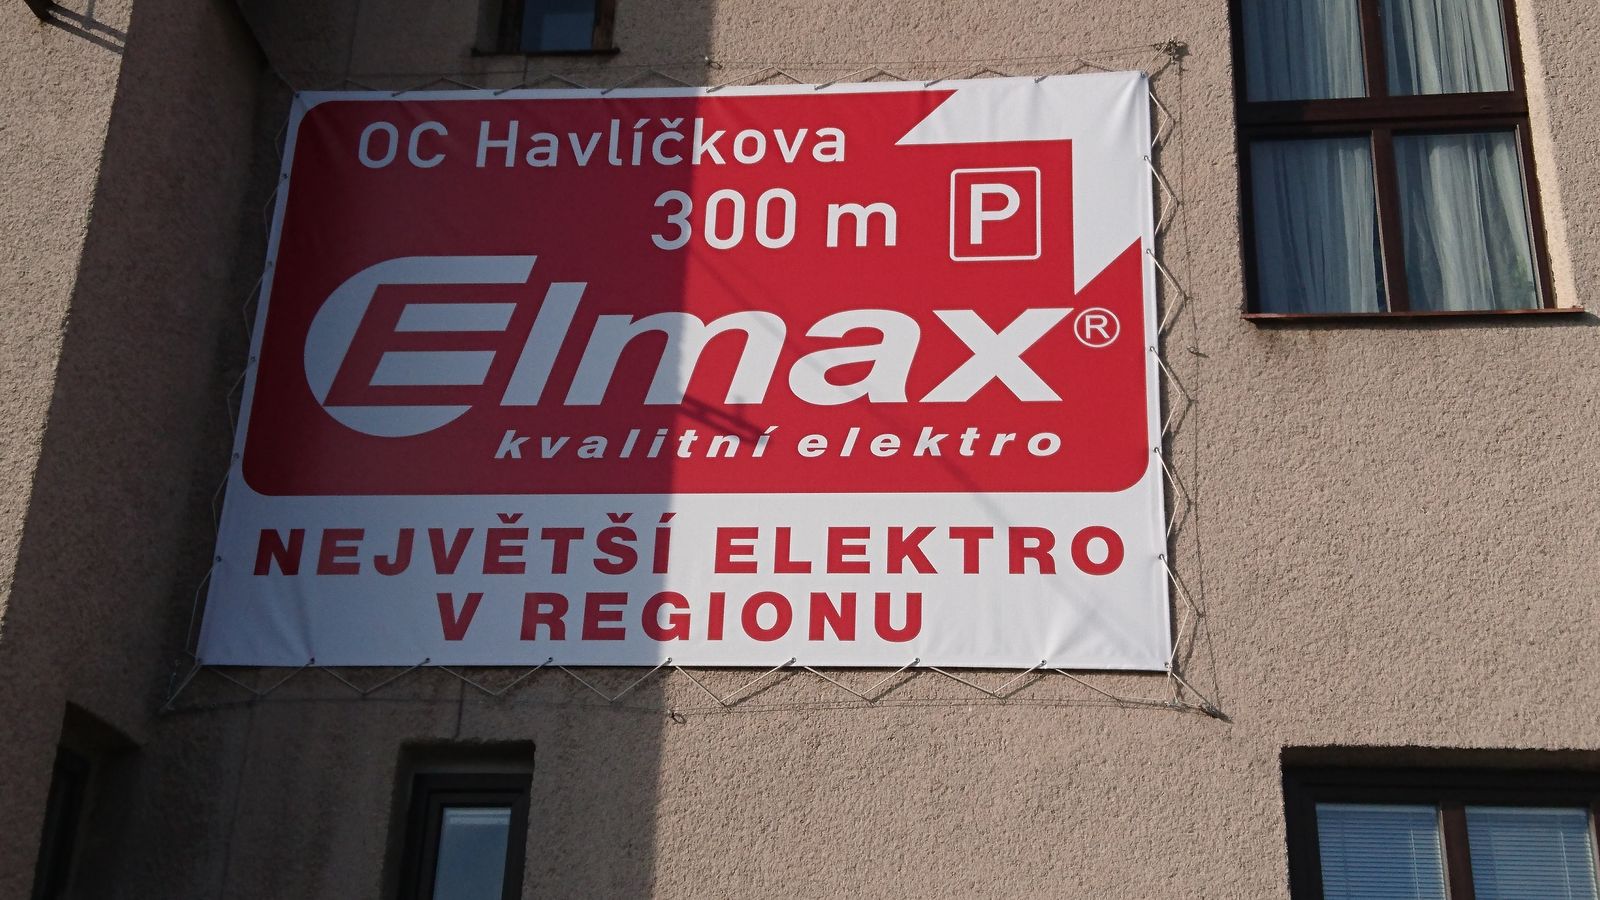 OC Havlíčkova
300 m P
Elmax®
kvalitní elektro
NEJVĚTŠÍ ELEKTRO
V REGIONU